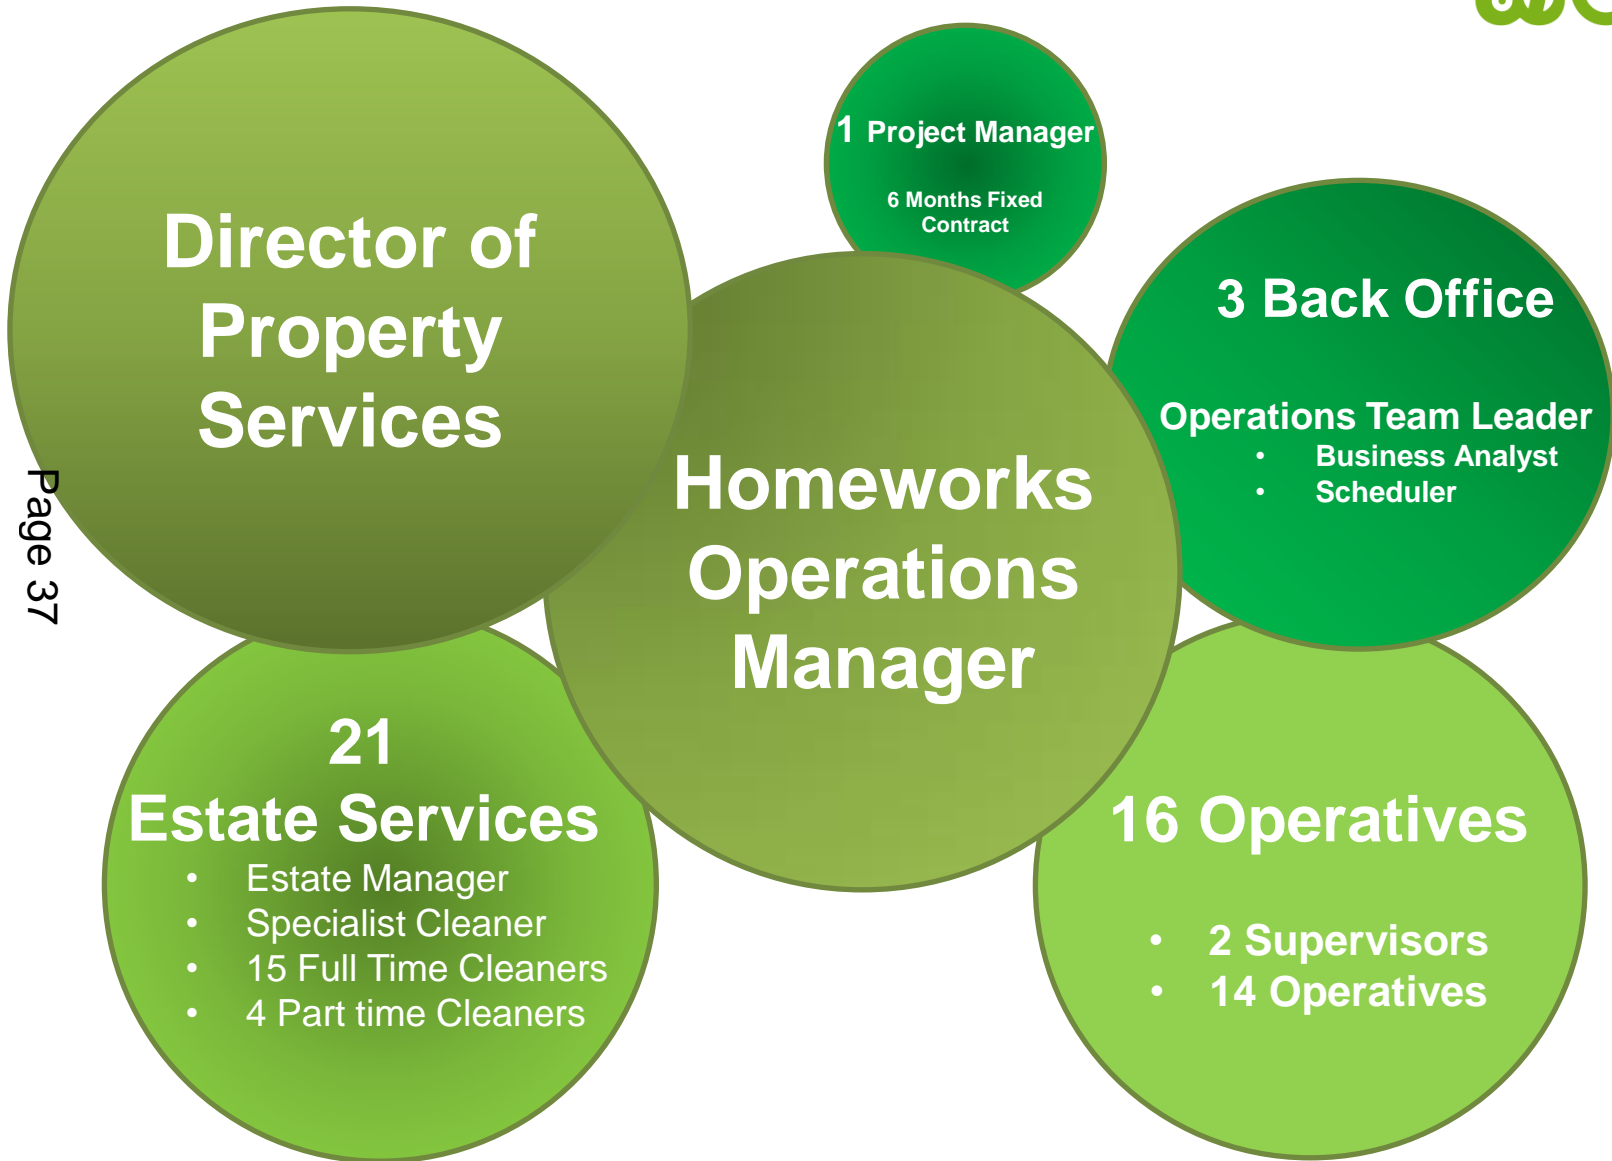 Director of
Property
Services
1 Project Manager
6 Months Fixed
Contract
3 Back Office
Operations Team Leader
• Business Analyst
• Scheduler
Homeworks
Operations
Manager
21
Estate Services
• Estate Manager
• Specialist Cleaner
• 15 Full Time Cleaners
• 4 Part time Cleaners
16 Operatives
• 2 Supervisors
• 14 Operatives
Page 37